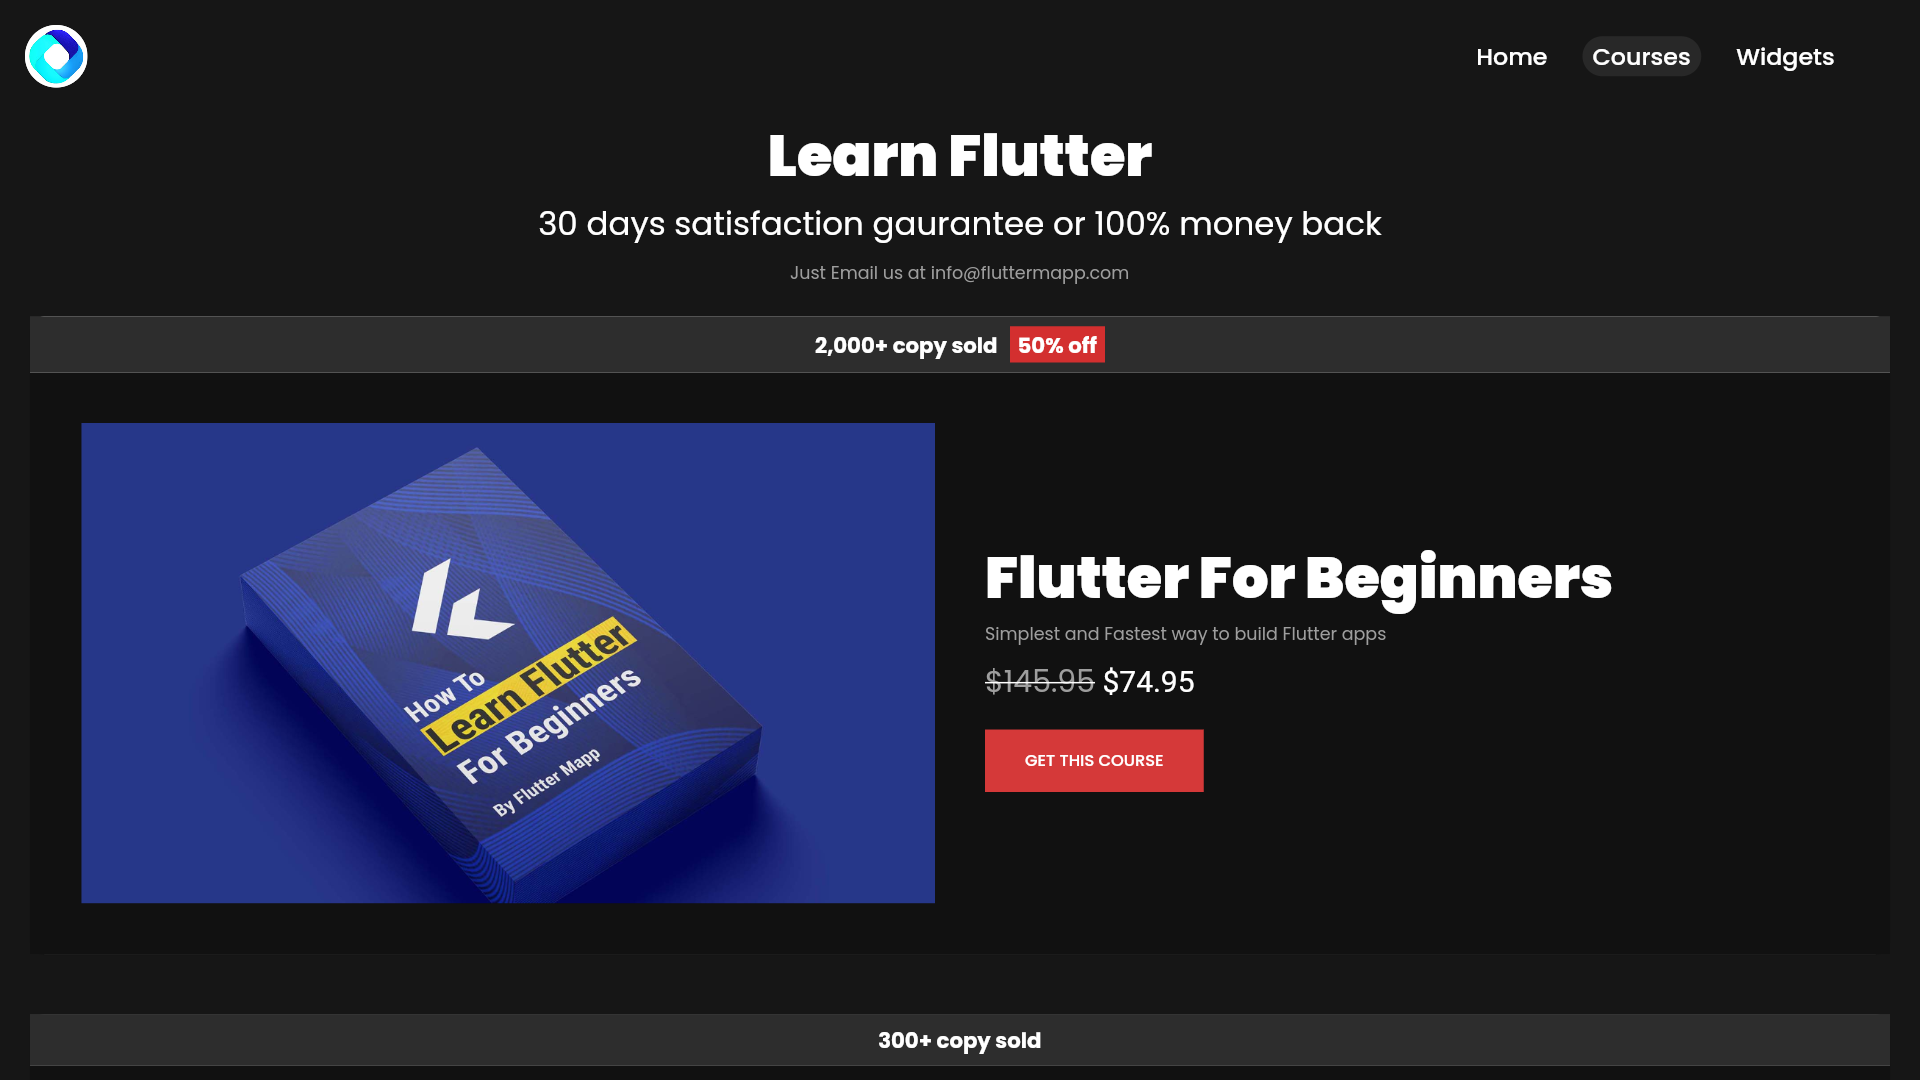 Home
Courses
Widgets
Learn Flutter
30 days satisfaction gaurantee or 100% money back
Just Email us at info@fluttermapp.com
2,000+ copy sold 50% off
How To
Learn Flutter
For Beginners
By Flutter Mapp
Flutter For Beginners
Simplest and Fastest way to build Flutter apps
$145.95 $74.95
GET THIS COURSE
300+ copy sold